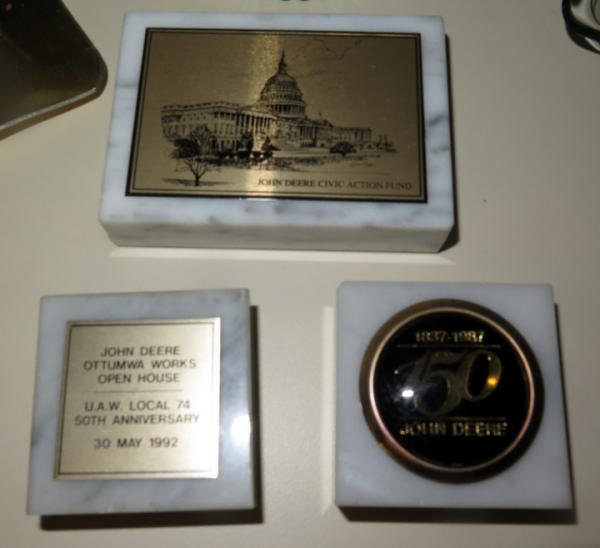 JOHN DEERE CIVIC ACTION FUND
JOHN DEERE
OTTUMWA WORKS
OPEN HOUSE
U.A.W. LOCAL 74
50TH ANNIVERSARY
30 MAY 1992
1837-1987
150
JOHN DEERE